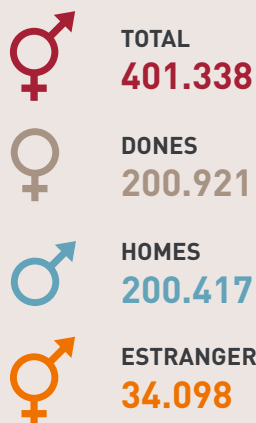 TOTAL
401.338
DONES
200.921
HOMES
200.417
ESTRANGER
34.098